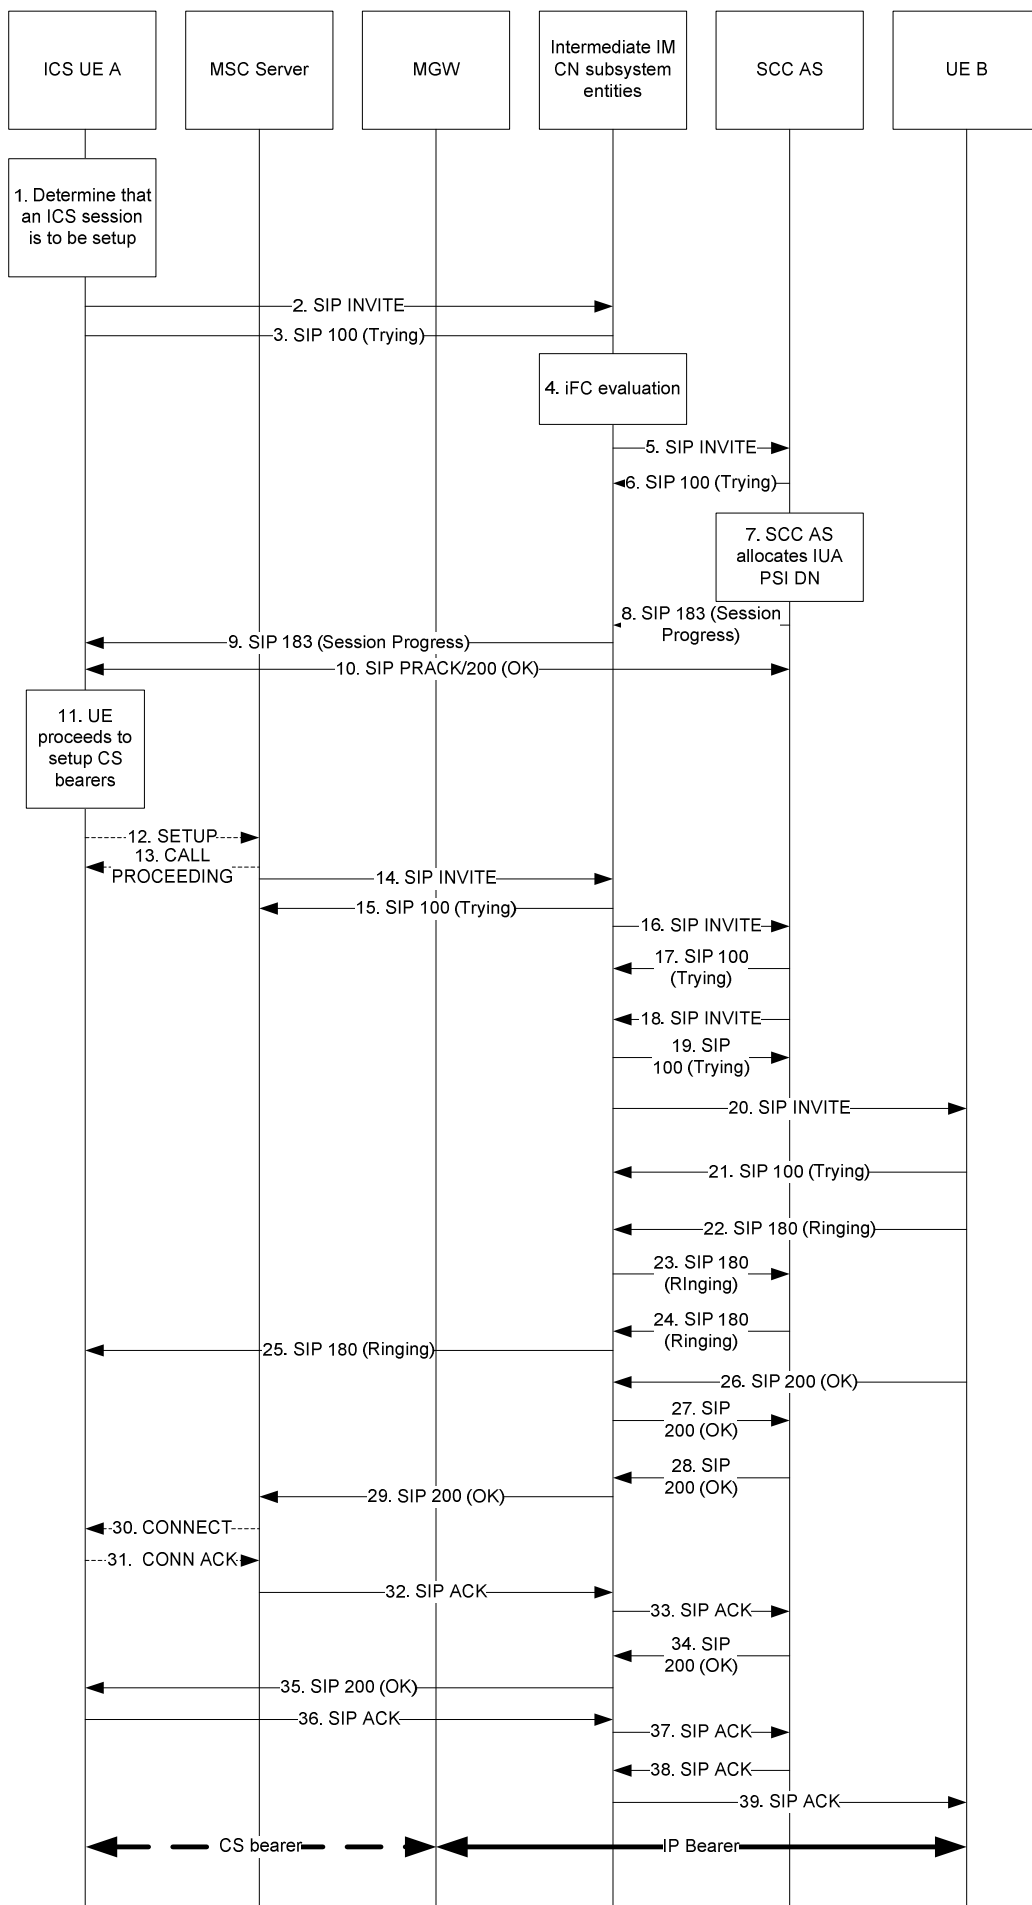 ICS UE A
MSC Server
MGW
Intermediate IM
CN subsystem
entities
SCC AS
UE B
1. Determine that
an ICS session
is to be setup
2. SIP INVITE
3. SIP 100 (Trying)
4. iFC evaluation
5. SIP INVITE
6. SIP 100 (Trying)
7. SCC AS
allocates IUA
PSI DN
8. SIP 183 (Session
Progress)
9. SIP 183 (Session Progress)
10. SIP PRACK/200 (OK)
11. UE
proceeds to
setup CS
bearers
12. SETUP
13. CALL
PROCEEDING
14. SIP INVITE
15. SIP 100 (Trying)
16. SIP INVITE
17. SIP 100
(Trying)
18. SIP INVITE
19. SIP
100 (Trying)
20. SIP INVITE
21. SIP 100 (Trying)
22. SIP 180 (Ringing)
23. SIP 180
(RInging)
24. SIP 180
(Ringing)
25. SIP 180 (Ringing)
26. SIP 200 (OK)
27. SIP
200 (OK)
28. SIP
200 (OK)
29. SIP 200 (OK)
30. CONNECT
31. CONN ACK
32. SIP ACK
33. SIP ACK
34. SIP
200 (OK)
35. SIP 200 (OK)
36. SIP ACK
37. SIP ACK
38. SIP ACK
39. SIP ACK
CS bearer
IP Bearer